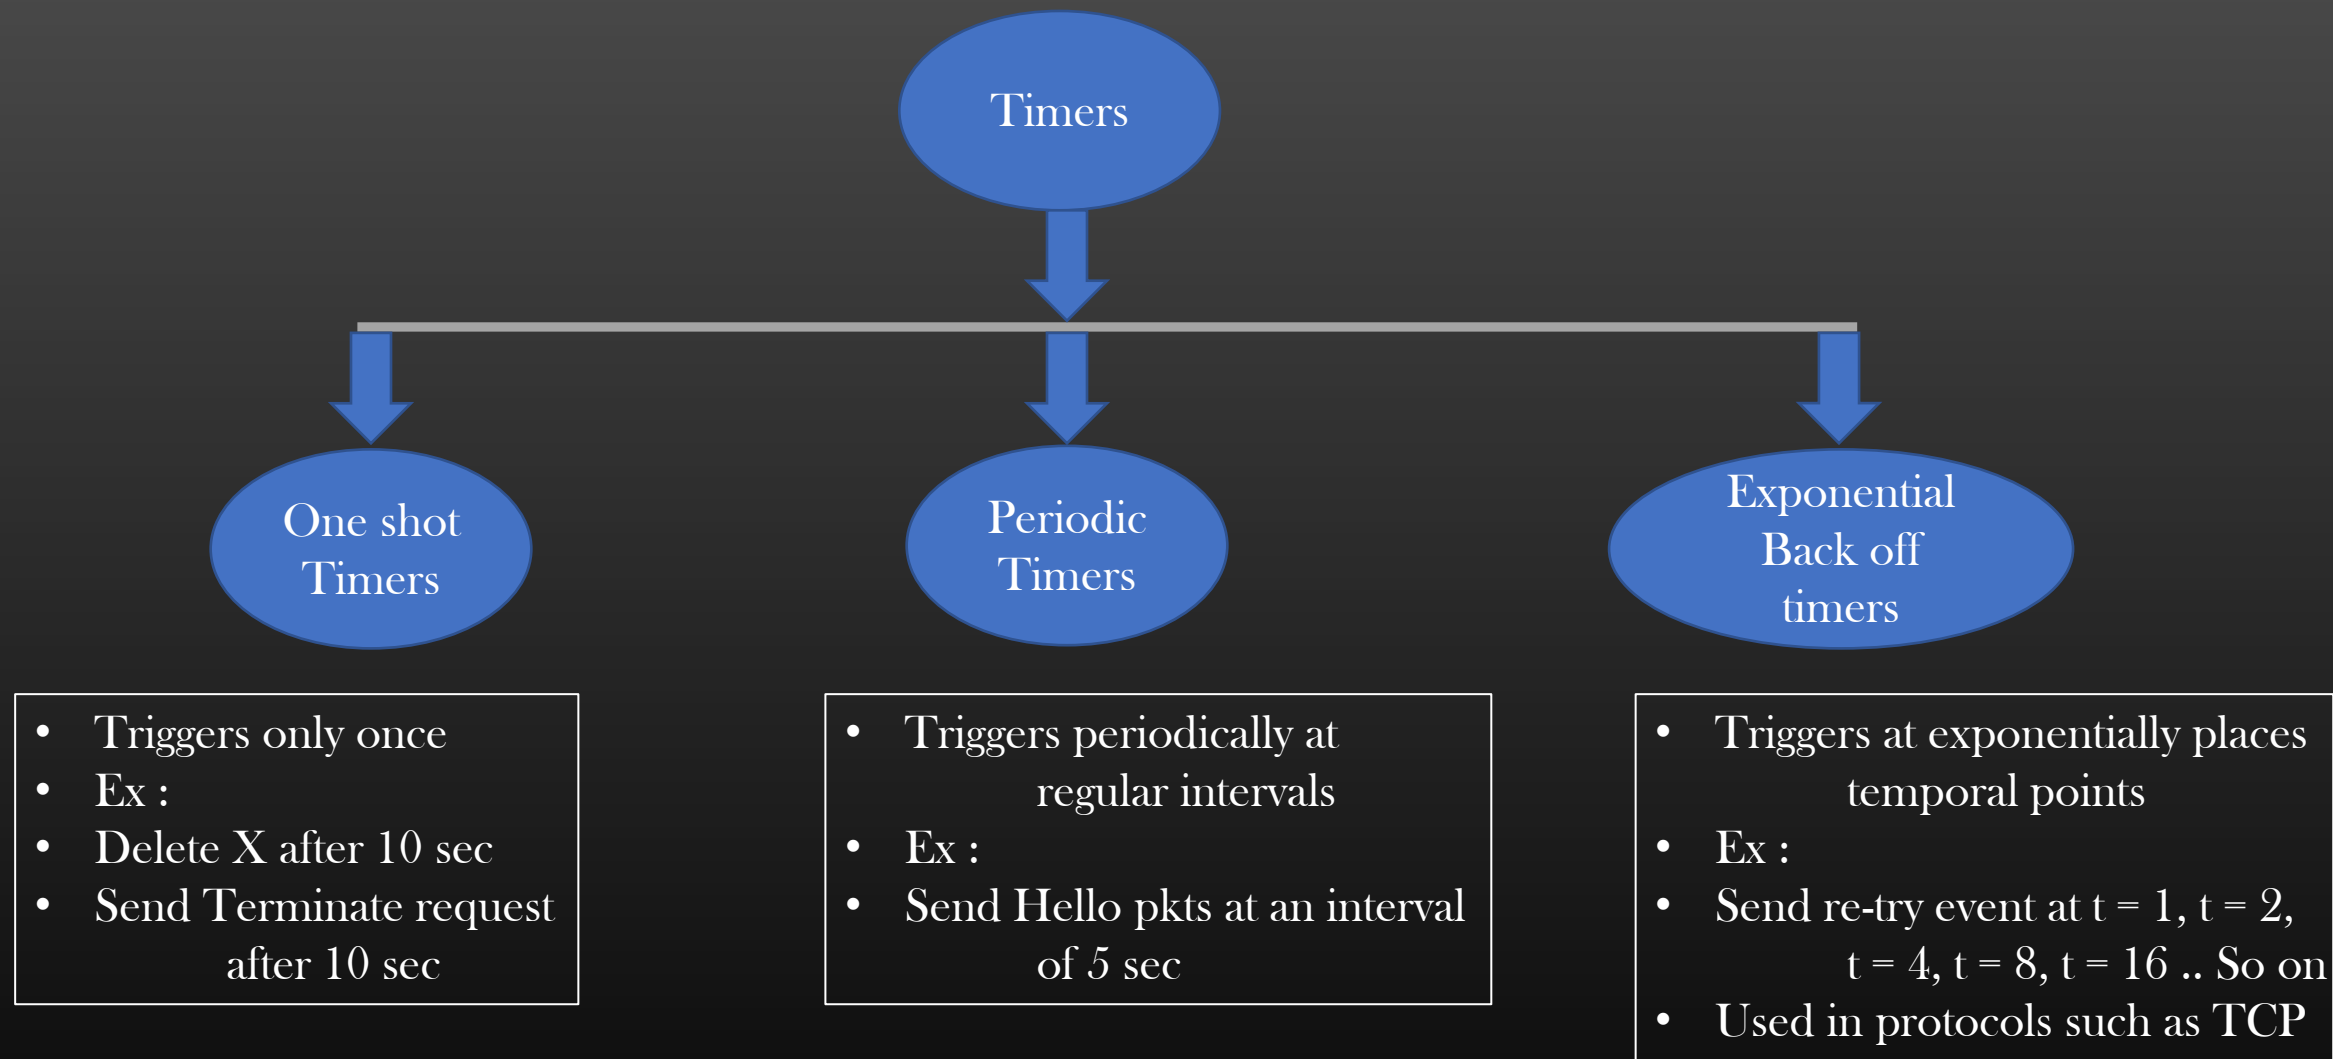 Timers
One shot
Timers
Periodic
Timers
Exponential
Back off
timers
• Triggers only once
• Ex :
• Delete X after 10 sec
• Send Terminate request
after 10 sec
• Triggers periodically at
regular intervals
• Ex :
• Send Hello pkts at an interval
of 5 sec
• Triggers at exponentially places
temporal points
• Ex :
• Send re-try event at t = 1, t = 2,
t = 4, t = 8, t = 16 .. So on
• Used in protocols such as TCP